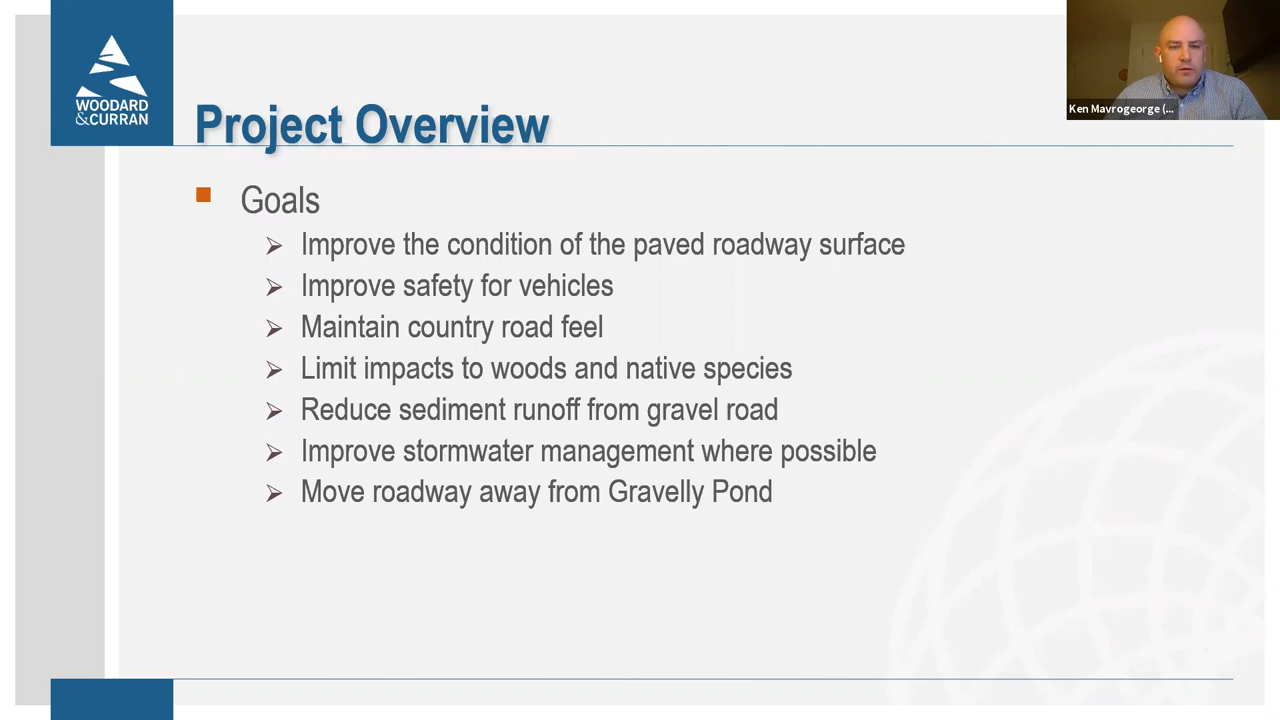 WOODARD
&CURRAN
Ken Mavrogeorge (...
Project Overview
Goals
Improve the condition of the paved roadway surface
Improve safety for vehicles
Maintain country road feel
Limit impacts to woods and native species
Reduce sediment runoff from gravel road
Improve stormwater management where possible
Move roadway away from Gravelly Pond